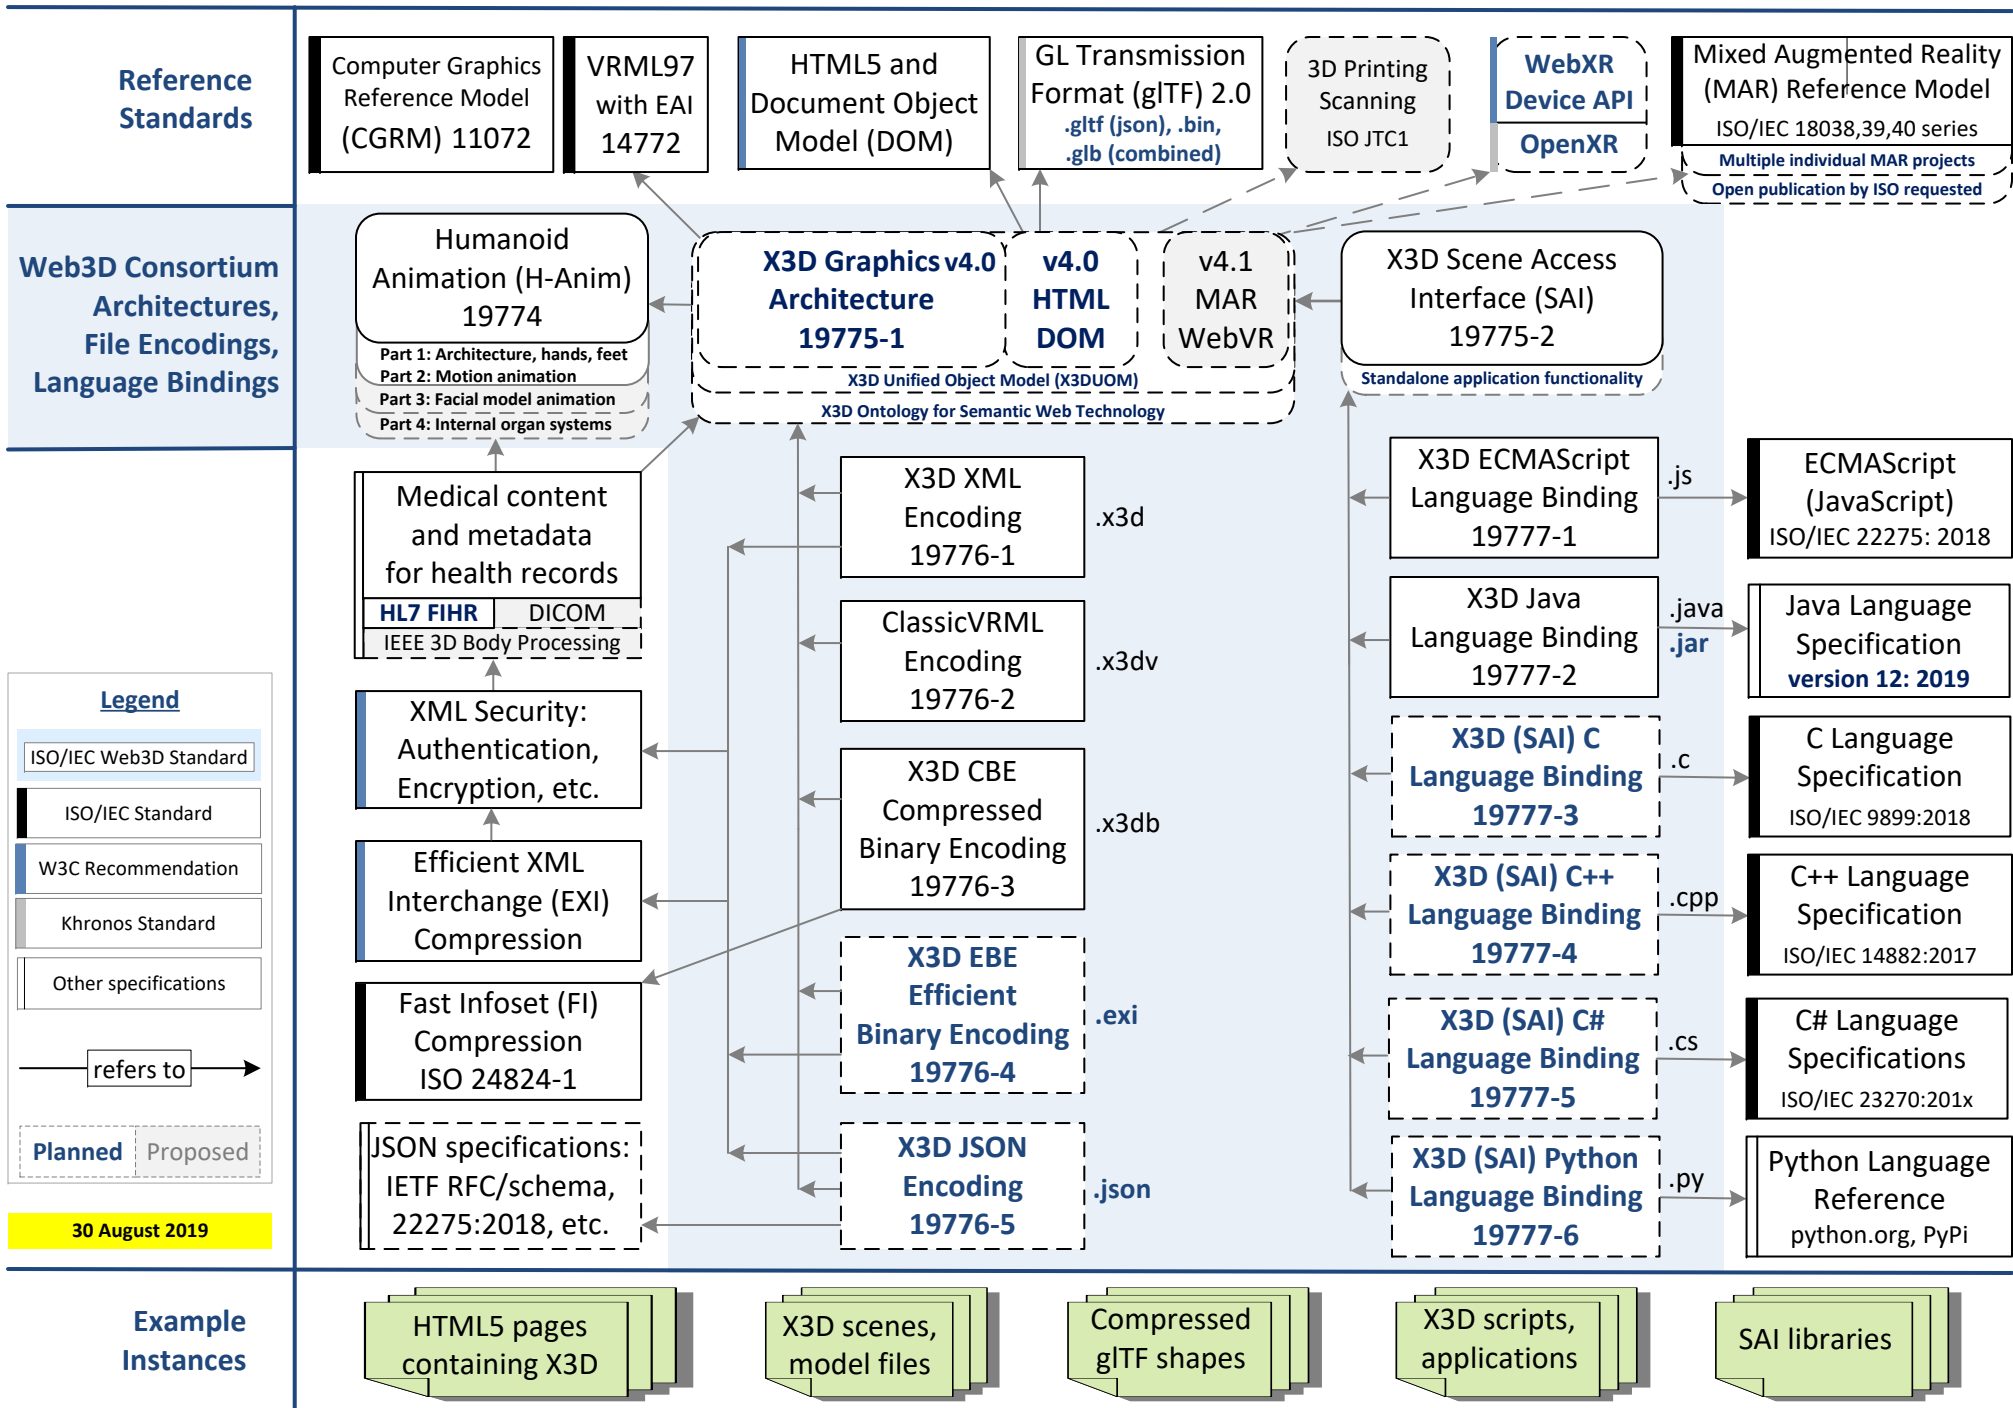 Reference
Standards
Computer Graphics
Reference Model
(CGRM) 11072
VRML97
with EAI
14772
HTML5 and
Document Object
Model (DOM)
GL Transmission
Format (glTF) 2.0
.gltf (json), .bin,
.glb (combined)
3D Printing
Scanning
ISO JTC1
WebXR
Device API
OpenXR
Mixed Augmented Reality
(MAR) Reference Model
ISO/IEC 18038,39,40 series
Multiple individual MAR projects
Open publication by ISO requested
Web3D Consortium
Architectures,
File Encodings,
Language Bindings
Humanoid
Animation (H-Anim)
19774
Part 1: Architecture, hands, feet
Part 2: Motion animation
Part 3: Facial model animation
Part 4: Internal organ systems
X3D Graphics v4.0
Architecture
19775-1
v4.0
HTML
DOM
v4.1
MAR
WebVR
X3D Unified Object Model (X3DUOM)
X3D Ontology for Semantic Web Technology
X3D Scene Access
Interface (SAI)
19775-2
Standalone application functionality
Medical content
and metadata
for health records
HL7 FIHR
DICOM
IEEE 3D Body Processing
XML Security:
Authentication,
Encryption, etc.
Efficient XML
Interchange (EXI)
Compression
Fast Infoset (FI)
Compression
ISO 24824-1
JSON specifications:
IETF RFC/schema,
22275:2018, etc.
X3D XML
Encoding
19776-1
.x3d
ClassicVRML
Encoding
19776-2
.x3dv
X3D CBE
Compressed
Binary Encoding
19776-3
.x3db
X3D EBE
Efficient
Binary Encoding
19776-4
.exi
X3D JSON
Encoding
19776-5
.json
X3D ECMAScript
Language Binding
19777-1
.js
ECMAScript
(JavaScript)
ISO/IEC 22275: 2018
X3D Java
Language Binding
19777-2
.java
.jar
Java Language
Specification
version 12: 2019
X3D (SAI) C
Language Binding
19777-3
.c
C Language
Specification
ISO/IEC 9899:2018
X3D (SAI) C++
Language Binding
19777-4
.cpp
C++ Language
Specification
ISO/IEC 14882:2017
X3D (SAI) C#
Language Binding
19777-5
.cs
C# Language
Specifications
ISO/IEC 23270:201x
X3D (SAI) Python
Language Binding
19777-6
.py
Python Language
Reference
python.org, PyPi
Legend
ISO/IEC Web3D Standard
ISO/IEC Standard
W3C Recommendation
Khronos Standard
Other specifications
refers to
Planned
Proposed
30 August 2019
Example
Instances
HTML5 pages
containing X3D
X3D scenes,
model files
Compressed
glTF shapes
X3D scripts,
applications
SAI libraries